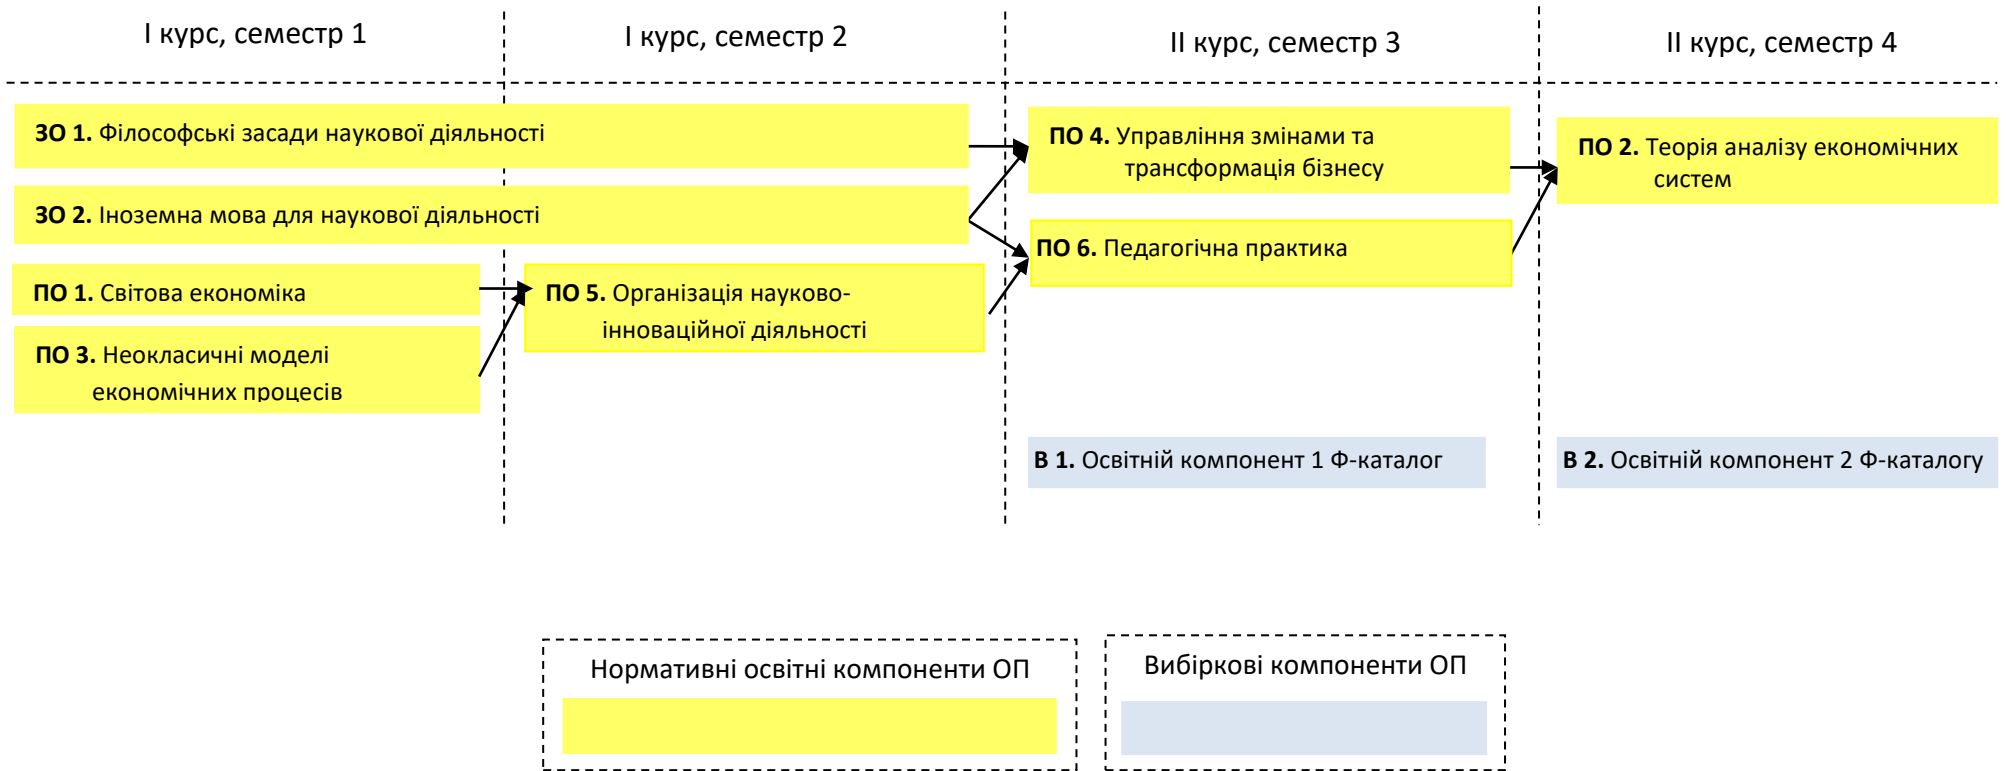 І курс, семестр 1
І курс, семестр 2
ІІ курс, семестр 3
ІІ курс, семестр 4
ЗО 1. Філософські засади наукової діяльності
ЗО 2. Іноземна мова для наукової діяльності
ПО 1. Світова економіка
ПО 3. Неокласичні моделі
економічних процесів
ПО 5. Організація науково-
інноваційної діяльності
ПО 4. Управління змінами та
трансформація бізнесу
ПО 6. Педагогічна практика
ПО 2. Теорія аналізу економічних
систем
В 1. Освітній компонент 1 Ф-каталог
В 2. Освітній компонент 2 Ф-каталогу
Нормативні освітні компоненти ОП
Вибіркові компоненти ОП